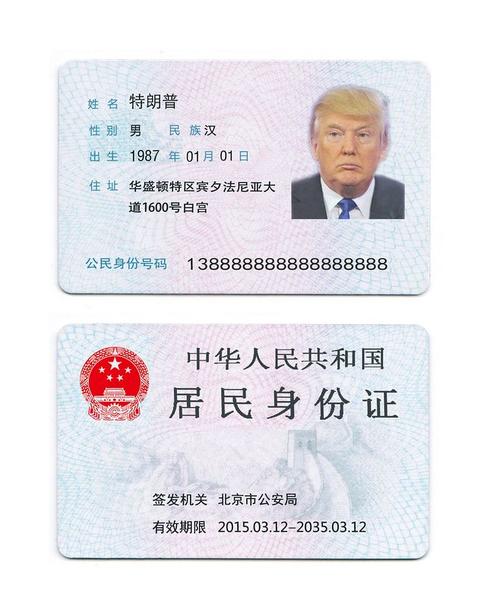 姓名 特朗普
性别 男 民族 汉
出生 1987 年 01 月 01 日
住址 华盛顿特区宾夕法尼亚大
道1600号白宫
公民身份号码 138888888888888888
中华人民共和国
居民身份证
签发机关 北京市公安局
有效期限 2015.03.12-2035.03.12